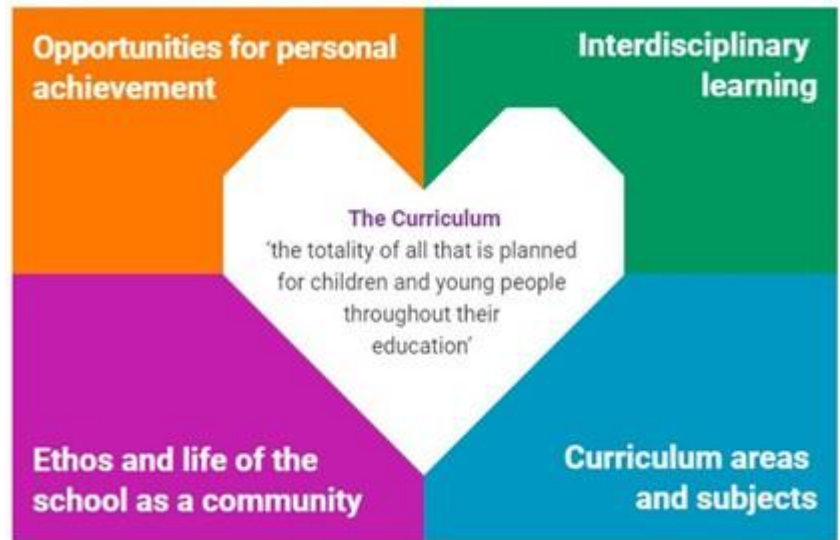 Opportunities for personal
achievement
Interdisciplinary
learning
The Curriculum
‘the totality of all that is planned
for children and young people
throughout their
education’
Ethos and life of the
school as a community
Curriculum areas
and subjects